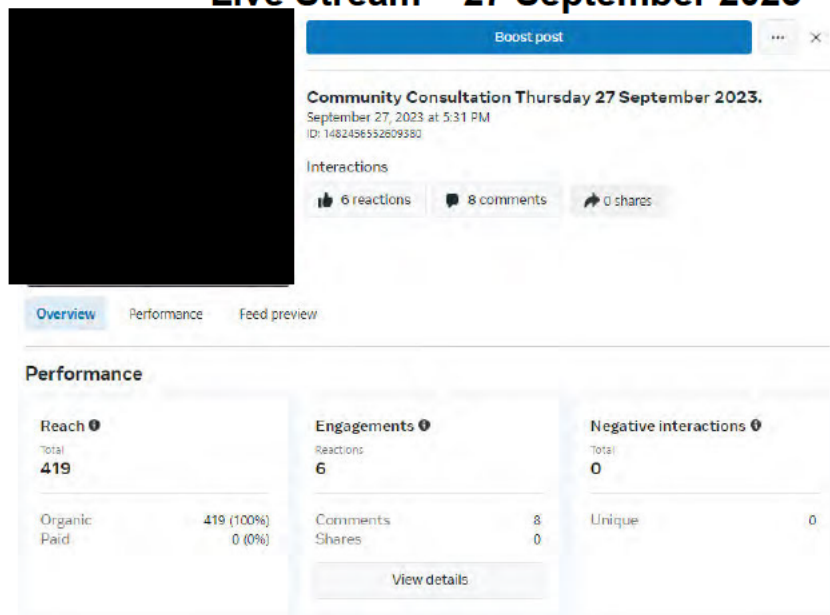 Live Stream – 27 September 2023
Boost post
Community Consultation Thursday 27 September 2023.
September 27, 2023 at 5:31 PM
ID: 1482456552609380
Interactions
6 reactions 8 comments 0 shares
Overview Performance Feed preview
Performance
Reach Engagements Negative interactions
Total Reactions Total
419 6 0
Organic 419 (100%) Comments 8 Unique 0
Paid 0 (0%) Shares 0
View details